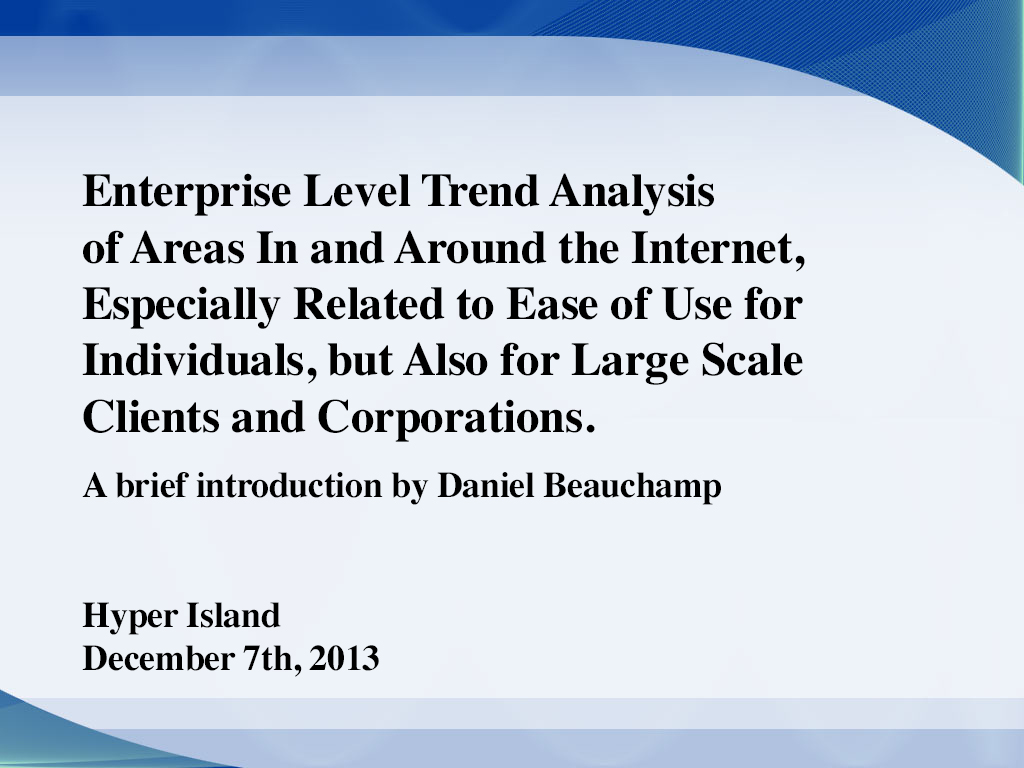 Enterprise Level Trend Analysis
of Areas In and Around the Internet,
Especially Related to Ease of Use for
Individuals, but Also for Large Scale
Clients and Corporations.
A brief introduction by Daniel Beauchamp
Hyper Island
December 7th, 2013